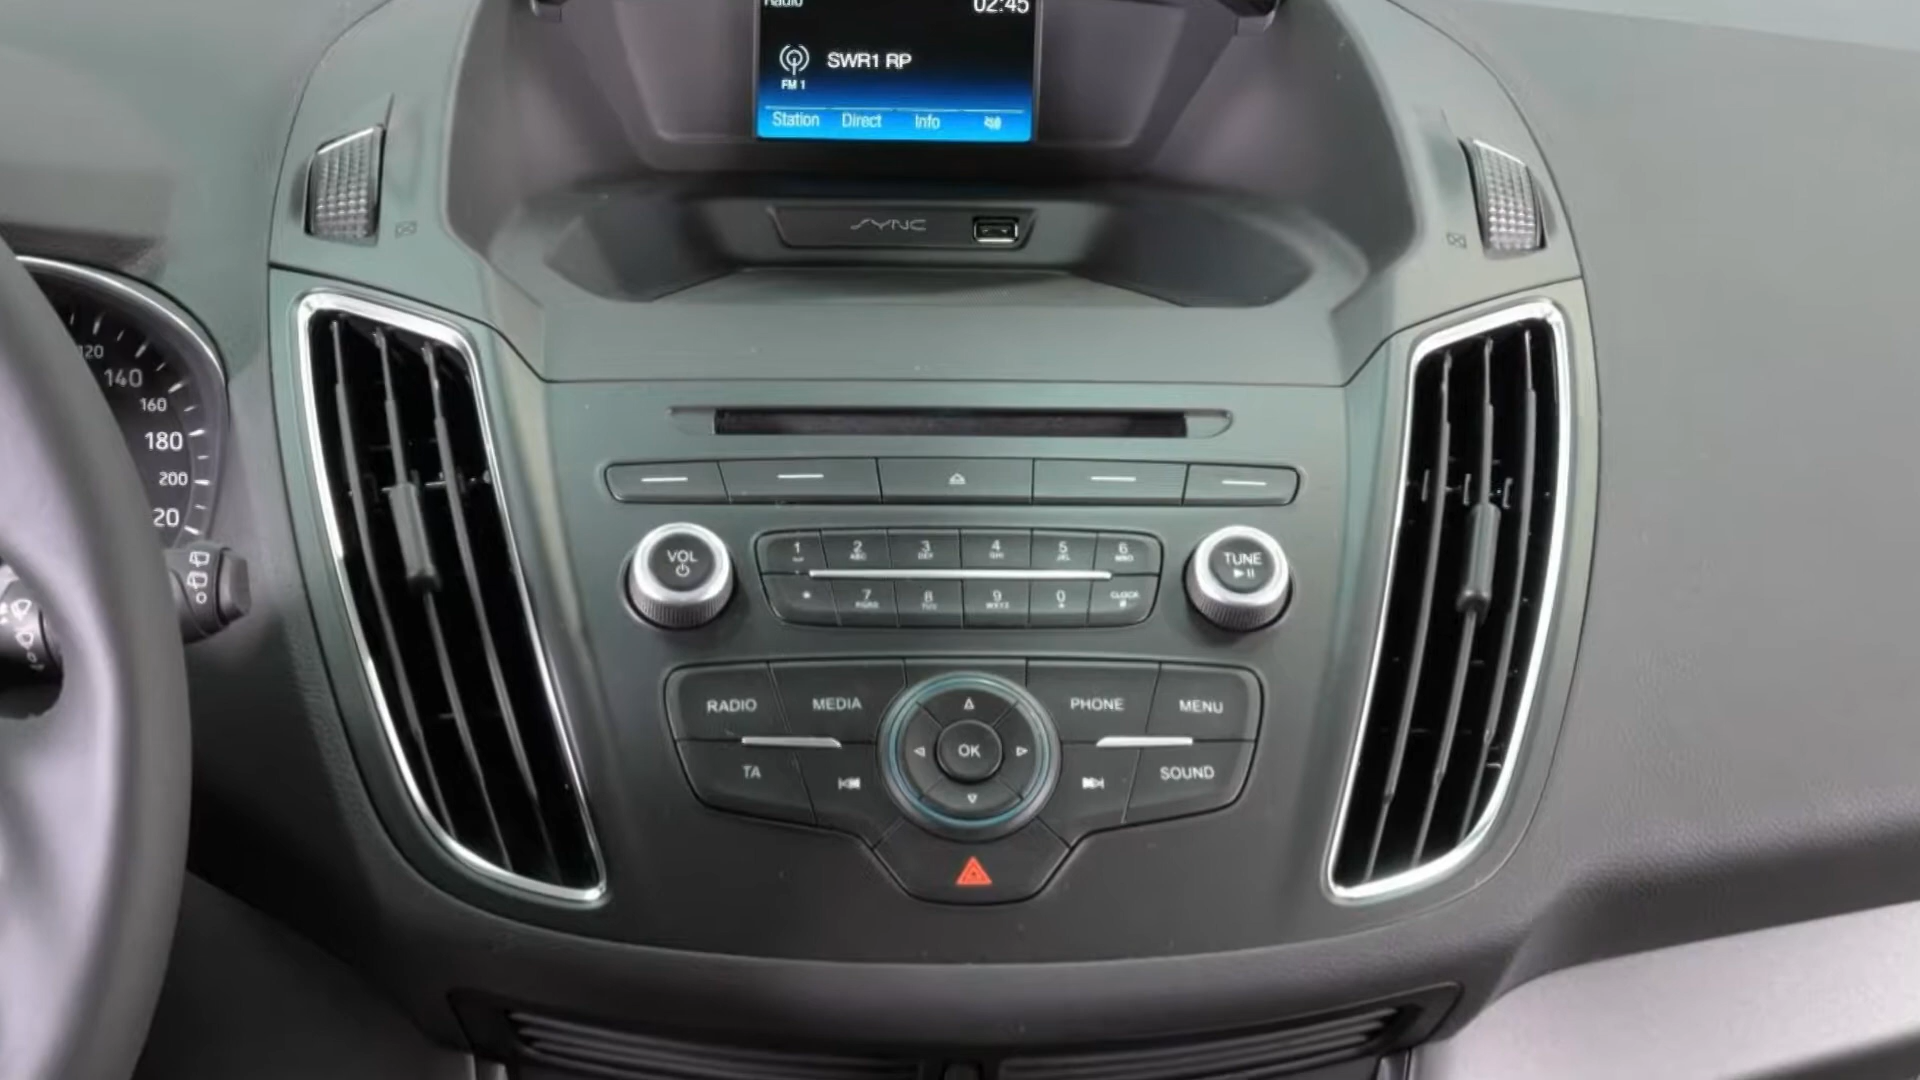 Radio 02:45
SWR1 RP
FM 1
Station Direct Info
SYNC
120
140
160
180
200
20
VOL
TUNE
1 2 ABC 3 DEF 4 GHI 5 JKL 6 MNO
* 7 PQRS 8 TUV 9 WXYZ 0 + CLOCK #
RADIO MEDIA PHONE MENU
OK
TA SOUND